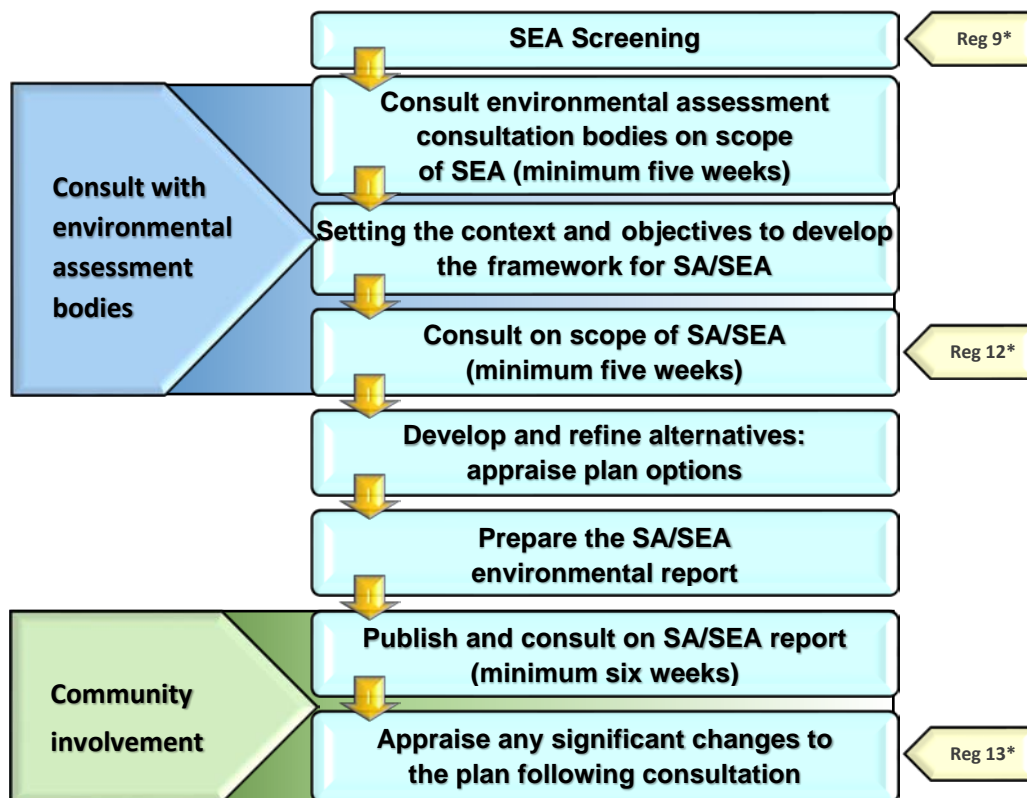 SEA Screening
Reg 9*
Consult environmental assessment
consultation bodies on scope
of SEA (minimum five weeks)
Consult with
environmental
assessment
bodies
Setting the context and objectives to develop
the framework for SA/SEA
Consult on scope of SA/SEA
(minimum five weeks)
Reg 12*
Develop and refine alternatives:
appraise plan options
Prepare the SA/SEA
environmental report
Publish and consult on SA/SEA report
(minimum six weeks)
Community
involvement
Appraise any significant changes to
the plan following consultation
Reg 13*